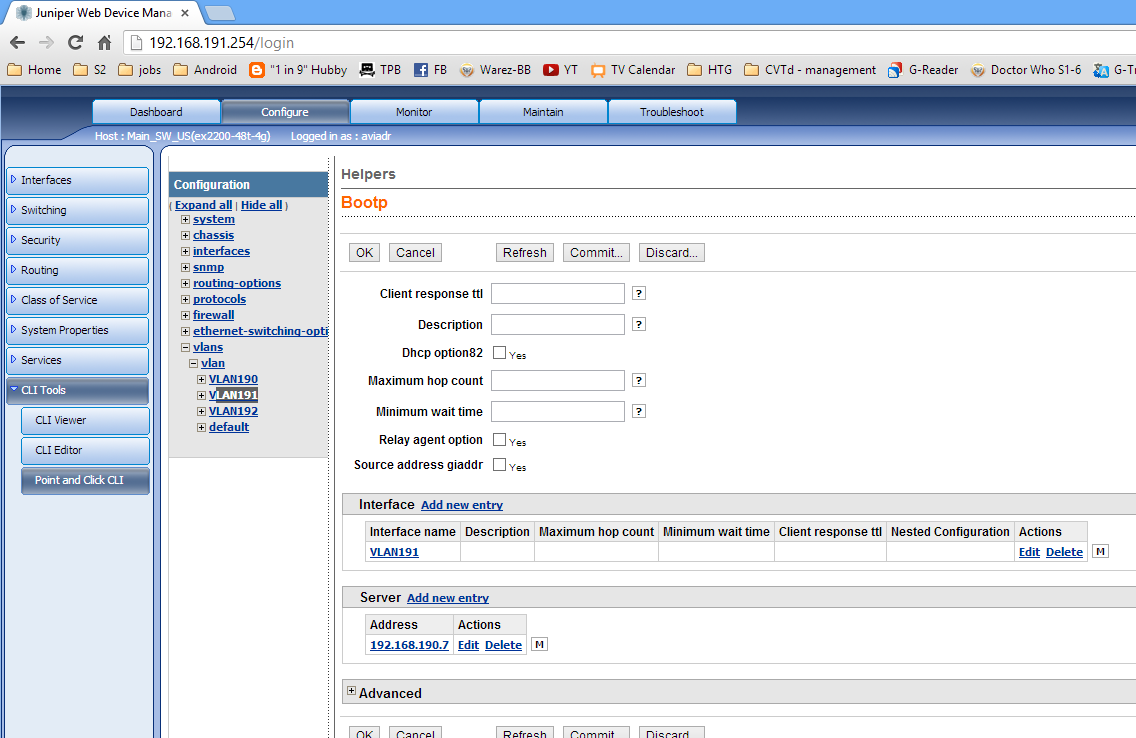 Juniper Web Device Mana
192.168.191.254/login
Home S2 jobs Android "1 in 9" Hubby TPB FB Warez-BB YT TV Calendar HTG CVTd - management G-Reader Doctor Who S1-6 G-Tr
Dashboard Configure Monitor Maintain Troubleshoot
Host : Main_SW_US(ex2200-48t-4g) Logged in as : aviadr
Interfaces
Switching
Security
Routing
Class of Service
System Properties
Services
CLI Tools
CLI Viewer
CLI Editor
Point and Click CLI
Configuration
( Expand all | Hide all )
system
chassis
interfaces
snmp
routing-options
protocols
firewall
ethernet-switching-opti
vlans
vlan
VLAN190
VLAN191
VLAN192
default
Helpers
Bootp
OK Cancel Refresh Commit... Discard...
Client response ttl ?
Description ?
Dhcp option82 Yes
Maximum hop count ?
Minimum wait time ?
Relay agent option Yes
Source address giaddr Yes
Interface Add new entry
Interface name Description Maximum hop count Minimum wait time Client response ttl Nested Configuration Actions
VLAN191 Edit Delete M
Server Add new entry
Address Actions
192.168.190.7 Edit Delete M
Advanced
OK Cancel Refresh Commit... Discard...